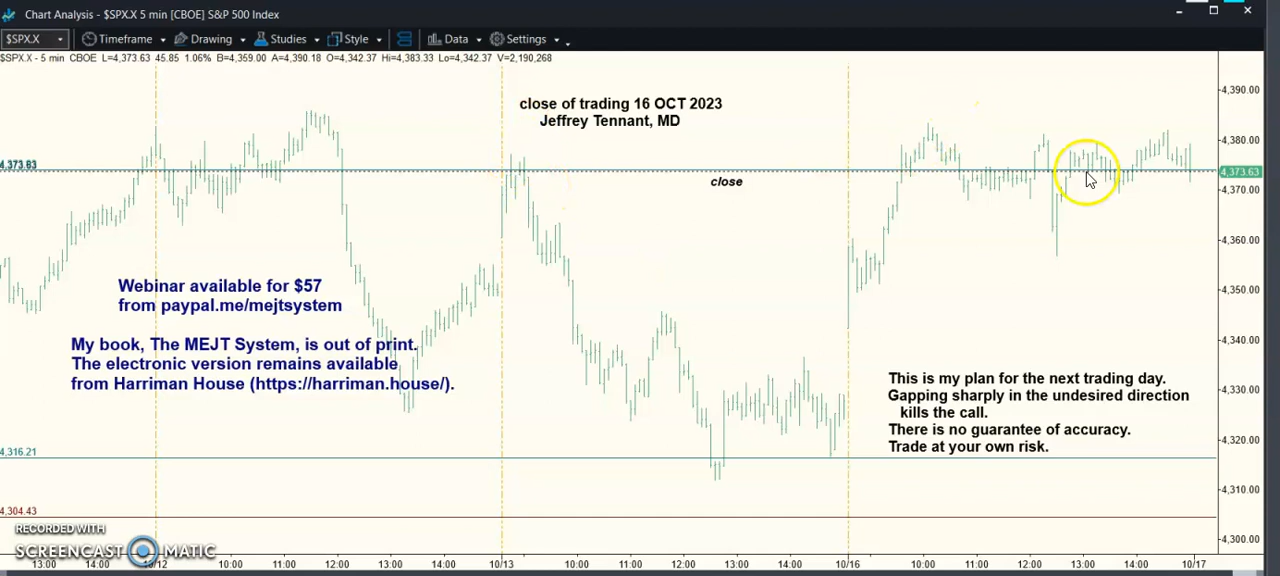 Chart Analysis - $SPX.X 5 min [CBOE] S&P 500 Index
$SPX.X Timeframe Drawing Studies Style Data Settings
$SPX.X - 5 min CBOE L=4,373.63 45.85 1.06% B=4,359.00 A=4,390.18 O=4,342.37 Hi=4,383.33 Lo=4,342.37 V=2,190,268
4,390.00
close of trading 16 OCT 2023
Jeffrey Tennant, MD
4,380.00
4,373.63
4,373.63
close
4,370.00
4,360.00
Webinar available for $57
from paypal.me/mejtsystem
4,350.00
4,340.00
My book, The MEJT System, is out of print.
The electronic version remains available
from Harriman House (https://harriman.house/).
4,330.00
This is my plan for the next trading day.
Gapping sharply in the undesired direction
kills the call.
There is no guarantee of accuracy.
Trade at your own risk.
4,320.00
4,316.21
4,310.00
4,304.43
4,300.00
RECORDED WITH
SCREENCAST MATIC
13:00 14:00 10/12 10:00 11:00 12:00 13:00 14:00 10/13 10:00 11:00 12:00 13:00 14:00 10/16 10:00 11:00 12:00 13:00 14:00 10/17